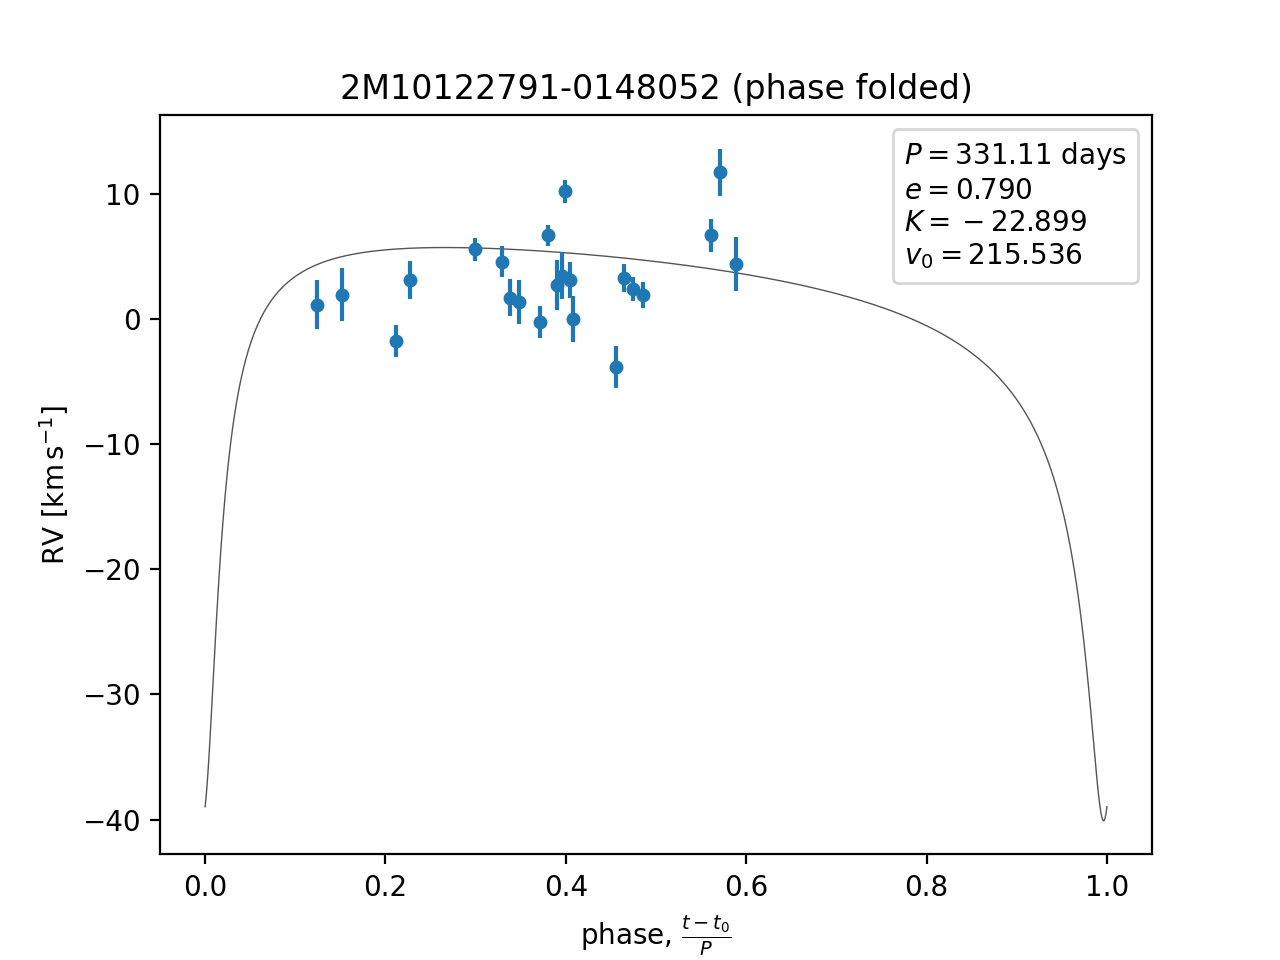 2M10122791-0148052 (phase folded)
P = 331.11 days
e = 0.790
K = −22.899
v₀ = 215.536
10
0
−10
−20
−30
−40
RV [km s⁻¹]
0.0 0.2 0.4 0.6 0.8 1.0
phase, (t − t₀)/P